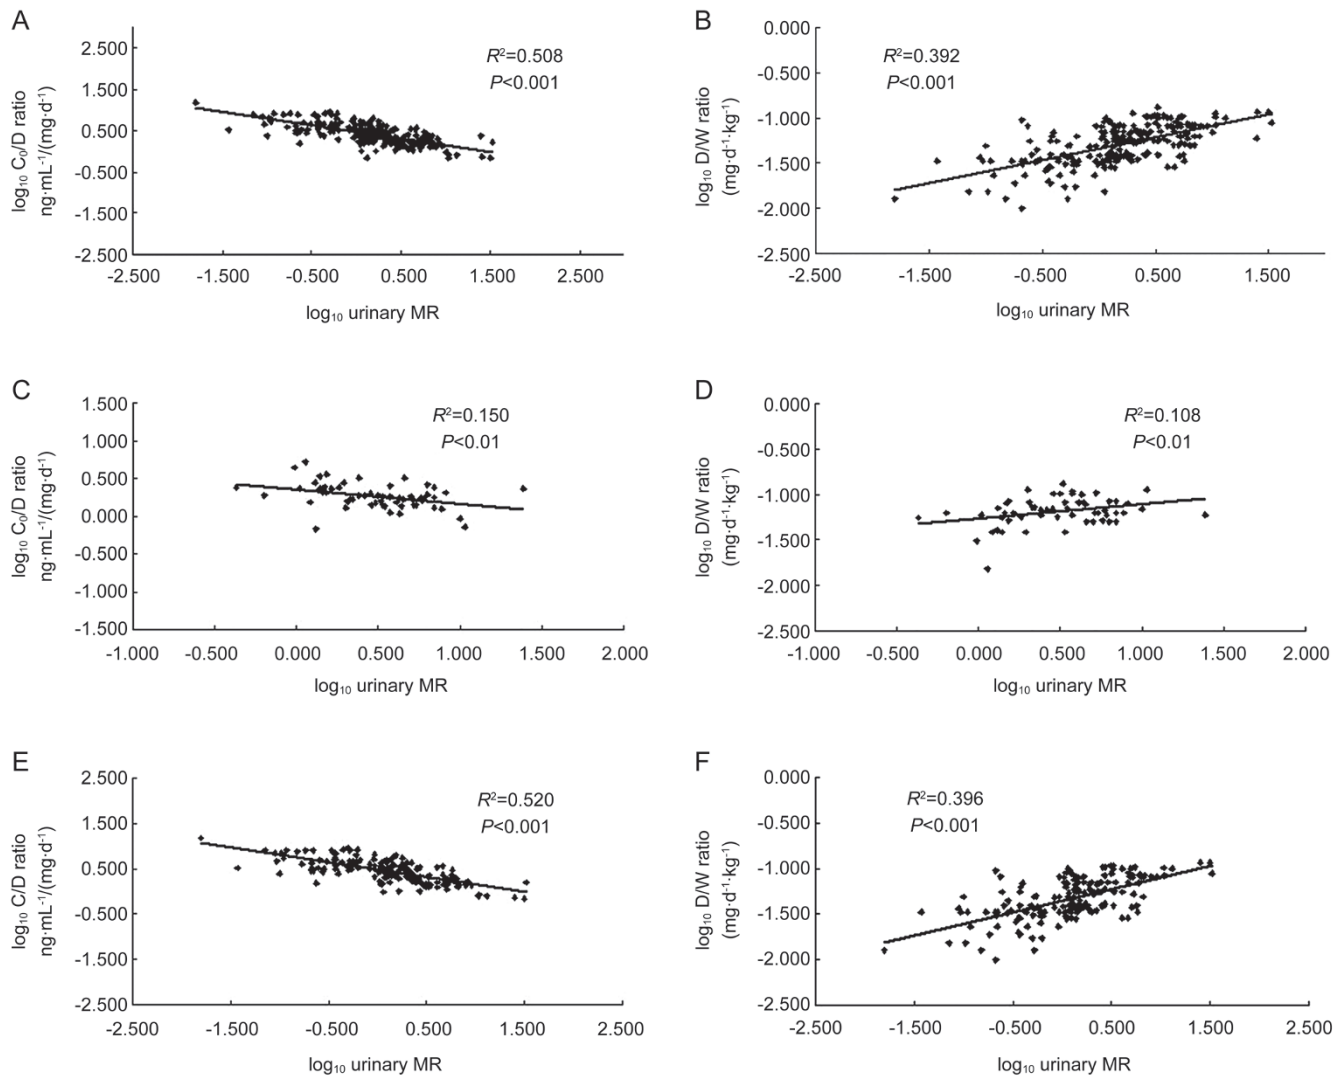 A
log₁₀ C₀/D ratio
ng·mL⁻¹/(mg·d⁻¹)
2.500
1.500
0.500
-0.500
-1.500
-2.500
R²=0.508
P<0.001
-2.500 -1.500 -0.500 0.500 1.500 2.500
log₁₀ urinary MR
B
log₁₀ D/W ratio
(mg·d⁻¹·kg⁻¹)
0.000
-0.500
-1.000
-1.500
-2.000
-2.500
R²=0.392
P<0.001
-2.500 -1.500 -0.500 0.500 1.500
log₁₀ urinary MR
C
log₁₀ C₀/D ratio
ng·mL⁻¹/(mg·d⁻¹)
1.500
1.000
0.500
0.000
-0.500
-1.000
-1.500
R²=0.150
P<0.01
-1.000 -0.500 0.000 0.500 1.000 1.500 2.000
log₁₀ urinary MR
D
log₁₀ D/W ratio
(mg·d⁻¹·kg⁻¹)
0.000
-0.500
-1.000
-1.500
-2.000
-2.500
R²=0.108
P<0.01
-1.000 -0.500 0.000 0.500 1.000 1.500 2.000
log₁₀ urinary MR
E
log₁₀ C/D ratio
ng·mL⁻¹/(mg·d⁻¹)
2.500
1.500
0.500
-0.500
-1.500
-2.500
R²=0.520
P<0.001
-2.500 -1.500 -0.500 0.500 1.500 2.500
log₁₀ urinary MR
F
log₁₀ D/W ratio
(mg·d⁻¹·kg⁻¹)
0.000
-0.500
-1.000
-1.500
-2.000
-2.500
R²=0.396
P<0.001
-2.500 -1.500 -0.500 0.500 1.500 2.500
log₁₀ urinary MR